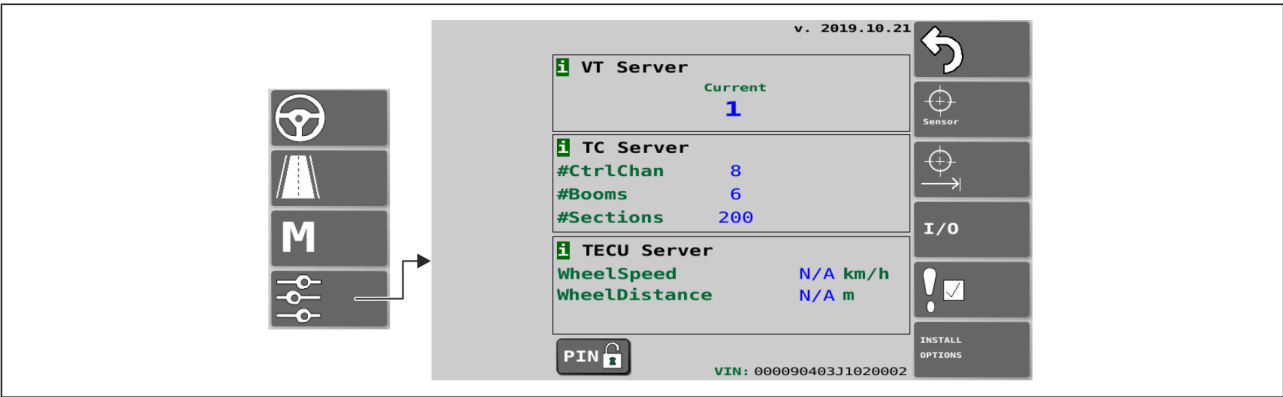 v. 2019.10.21
i VT Server
Current
1
Sensor
M
i TC Server
#CtrlChan 8
#Booms 6
#Sections 200
I/O
i TECU Server
WheelSpeed N/A km/h
WheelDistance N/A m
INSTALL
OPTIONS
PIN
VIN: 000090403J1020002